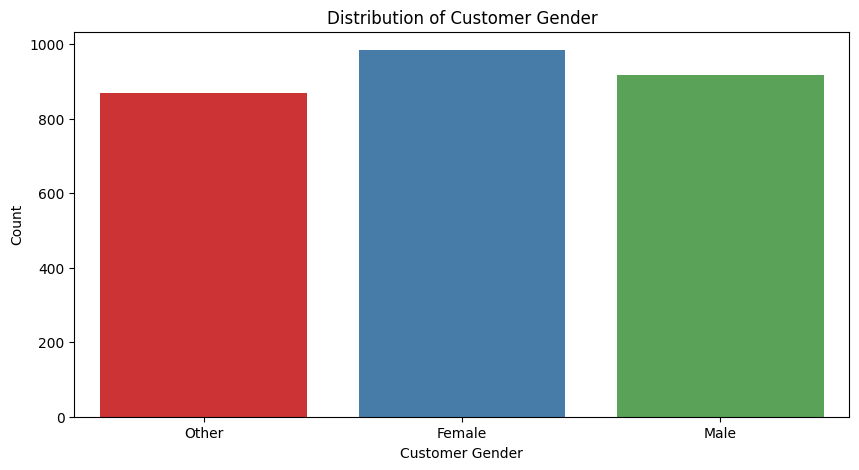 Distribution of Customer Gender
1000
800
600
400
200
0
Count
Other Female Male
Customer Gender